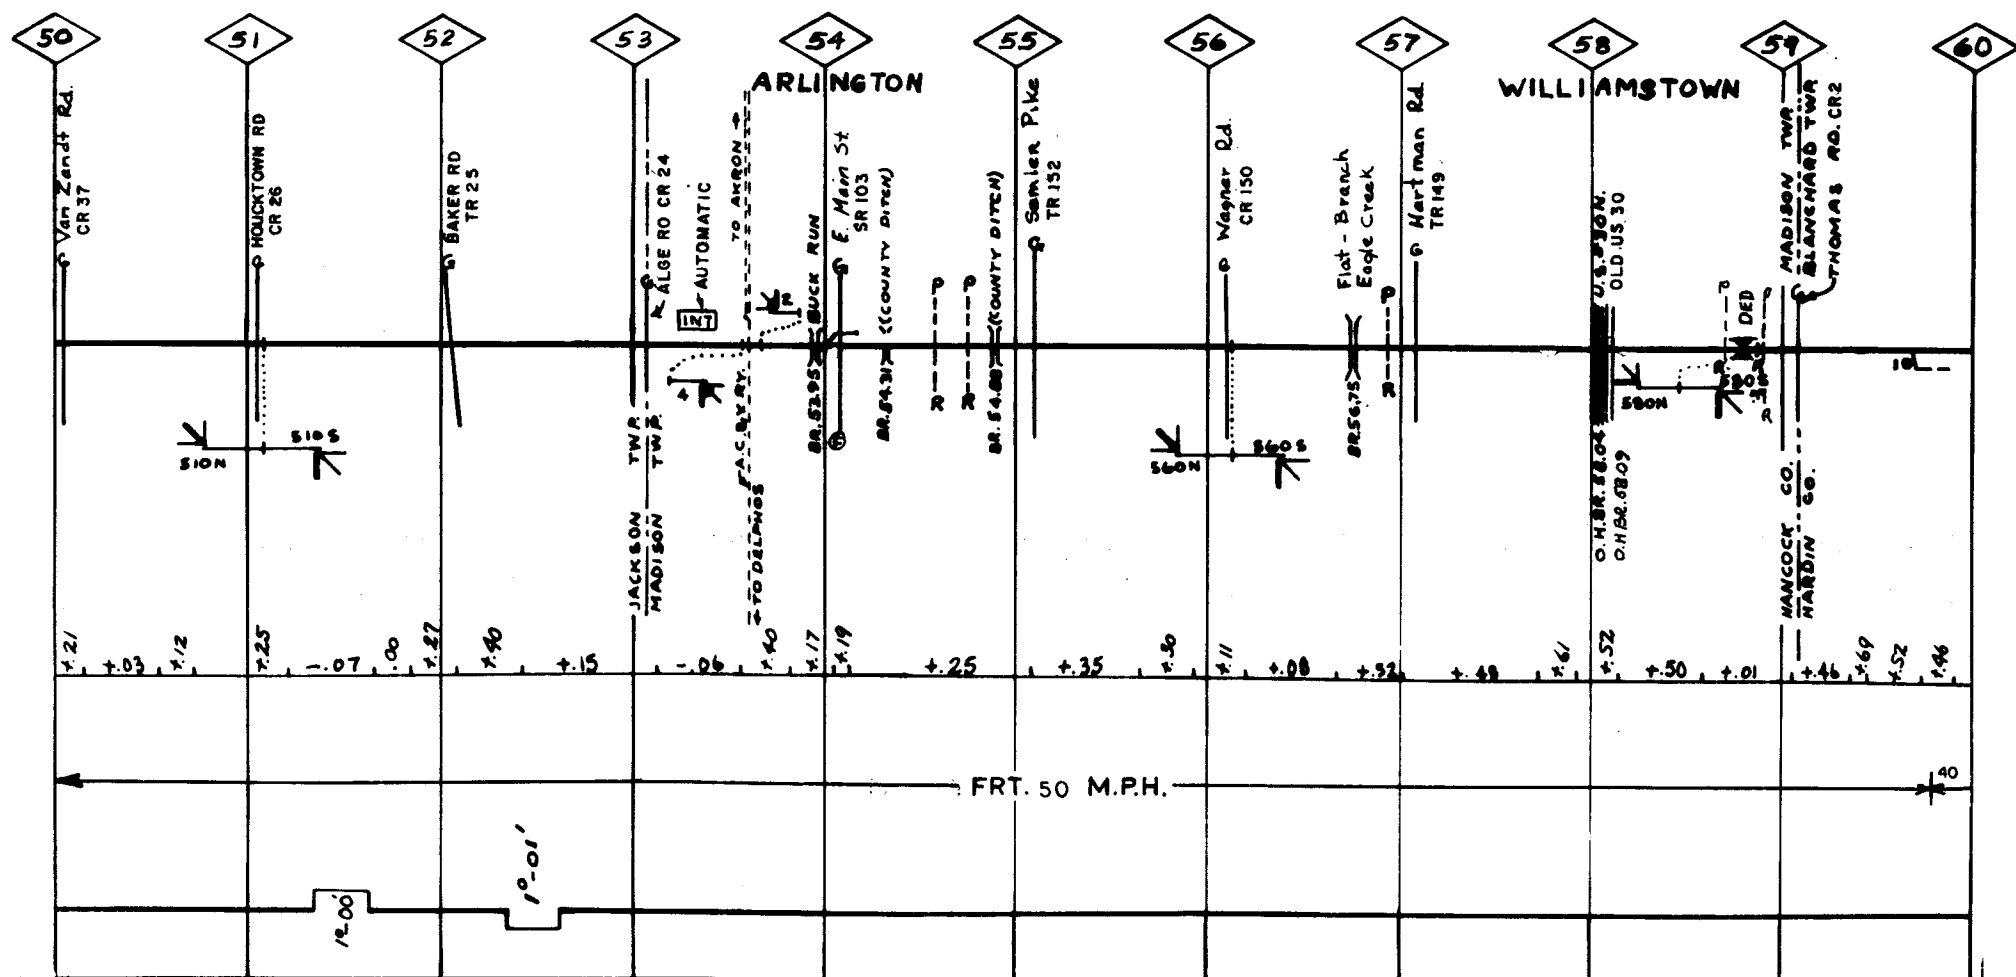 50
51
52
53
54
55
56
57
58
59
60
ARLINGTON
WILLIAMSTOWN
Van Zandt Rd.
CR 37
HOUCKTOWN RD
CR 26
BAKER RD
TR 25
ALGE RD CR 24
AUTOMATIC
INT
TO AKRON →
BUCK RUN
E. Main St.
SR 103
(COUNTY DITCH)
(COUNTY DITCH)
Samler Pike
TR 152
Wagner Rd.
CR 150
Flat-Branch
Eagle Creek
Hartman Rd.
TR 149
OLD.US 30
DED
MADISON TWP.
BLANCHARD TWP.
THOMAS RD. CR2
BR. 53.95
BR. 54.31
BR. 54.88
BR. 56.75
O.H.BR. 58.04
O.H.BR. 58.09
510N
510S
4
2
560N
560S
580N
P
R
P
R
P
R
P
P
R
JACKSON TWP.
MADISON TWP.
A.C.&Y. RY.
← TO DELPHOS
HANCOCK CO.
HARDIN CO.
+.21
+.03
+.12
+.25
-.07
.00
+.27
+.40
+.15
-.06
+.40
+.17
+.19
+.25
+.35
+.30
+.11
+.08
+.32
+.48
+.61
+.52
+.50
+.01
+.46
+.69
+.52
+.46
FRT. 50 M.P.H.
40
1°-01'